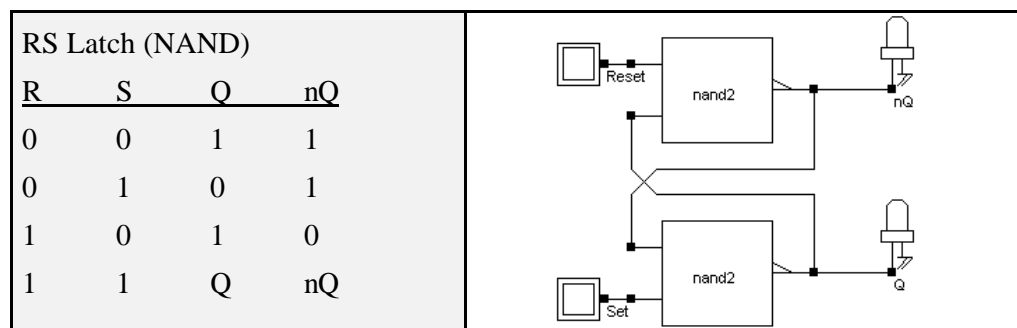 RS Latch (NAND)
R S Q nQ
0 0 1 1
0 1 0 1
1 0 1 0
1 1 Q nQ
Reset
nand2
nQ
nand2
Q
Set